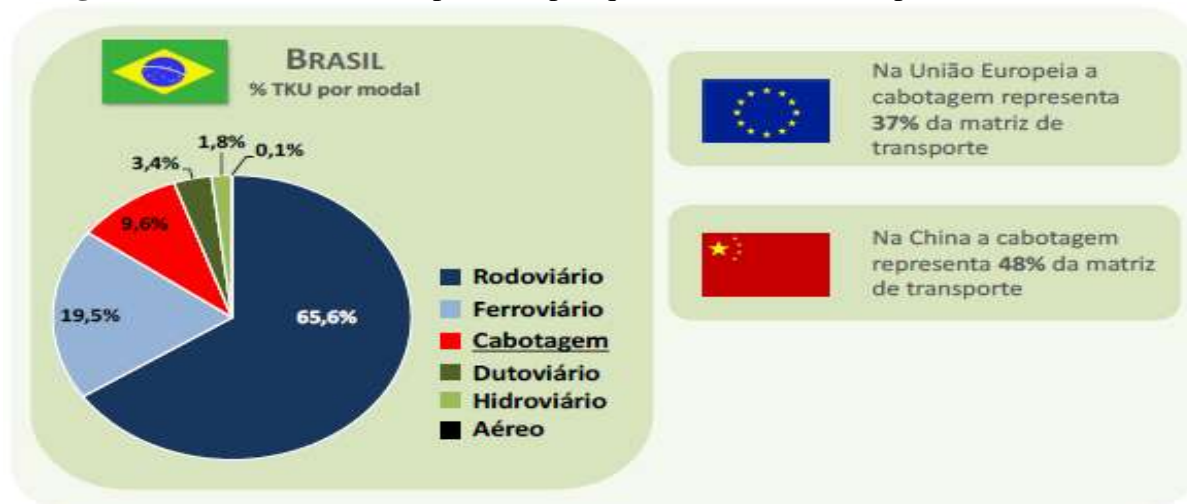 BRASIL
% TKU por modal
1,8%
0,1%
3,4%
9,6%
19,5%
65,6%
Rodoviário
Ferroviário
Cabotagem
Dutoviário
Hidroviário
Aéreo
Na União Europeia a
cabotagem representa
37% da matriz de
transporte
Na China a cabotagem
representa 48% da matriz
de transporte